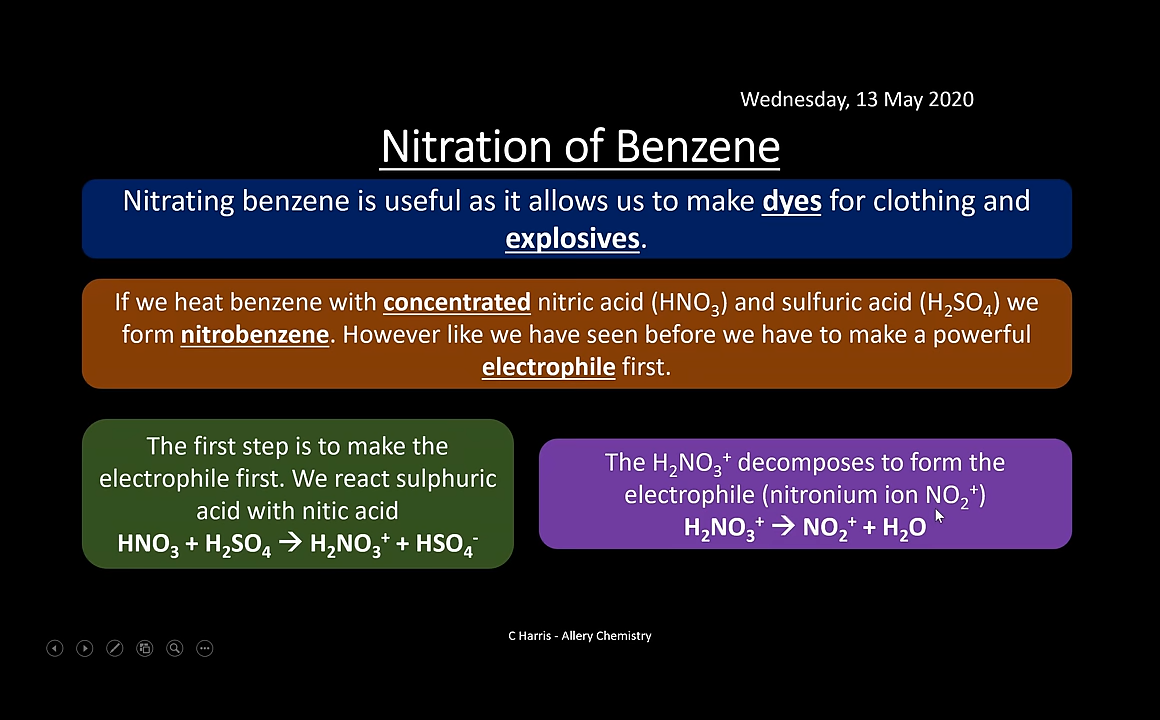 Wednesday, 13 May 2020
Nitration of Benzene
Nitrating benzene is useful as it allows us to make dyes for clothing and
explosives.
If we heat benzene with concentrated nitric acid (HNO₃) and sulfuric acid (H₂SO₄) we
form nitrobenzene. However like we have seen before we have to make a powerful
electrophile first.
The first step is to make the
electrophile first. We react sulphuric
acid with nitic acid
HNO₃ + H₂SO₄ → H₂NO₃⁺ + HSO₄⁻
The H₂NO₃⁺ decomposes to form the
electrophile (nitronium ion NO₂⁺)
H₂NO₃⁺ → NO₂⁺ + H₂O
C Harris - Allery Chemistry